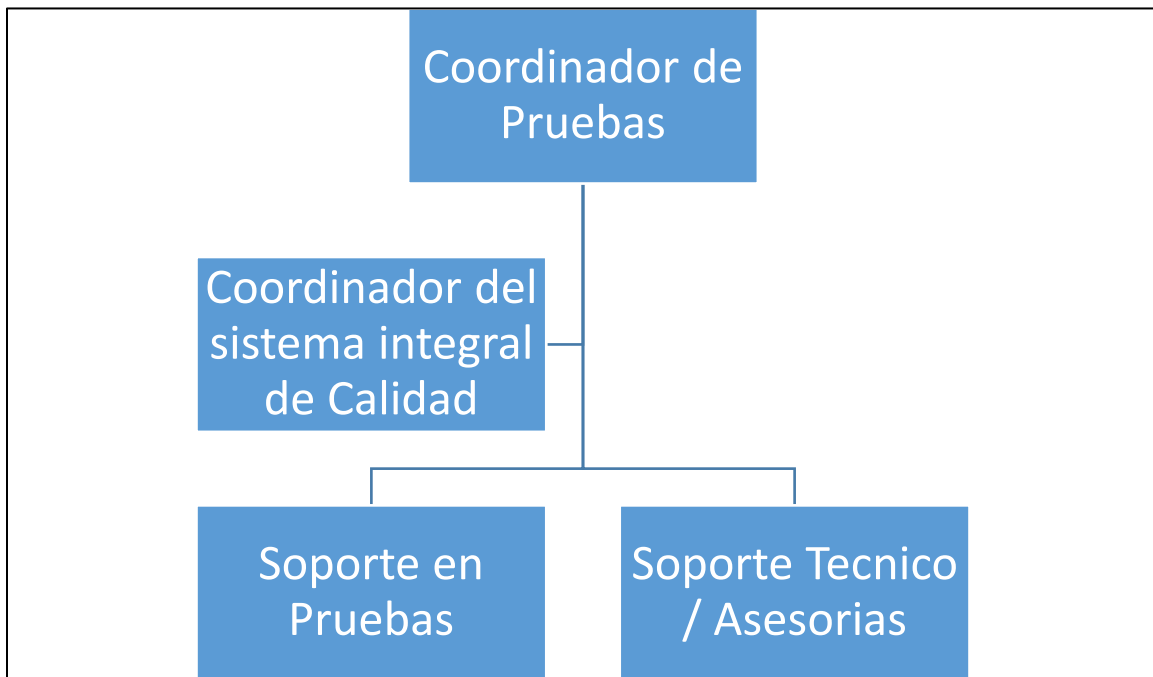 Coordinador de
Pruebas
Coordinador del
sistema integral
de Calidad
Soporte en
Pruebas
Soporte Tecnico
/ Asesorias